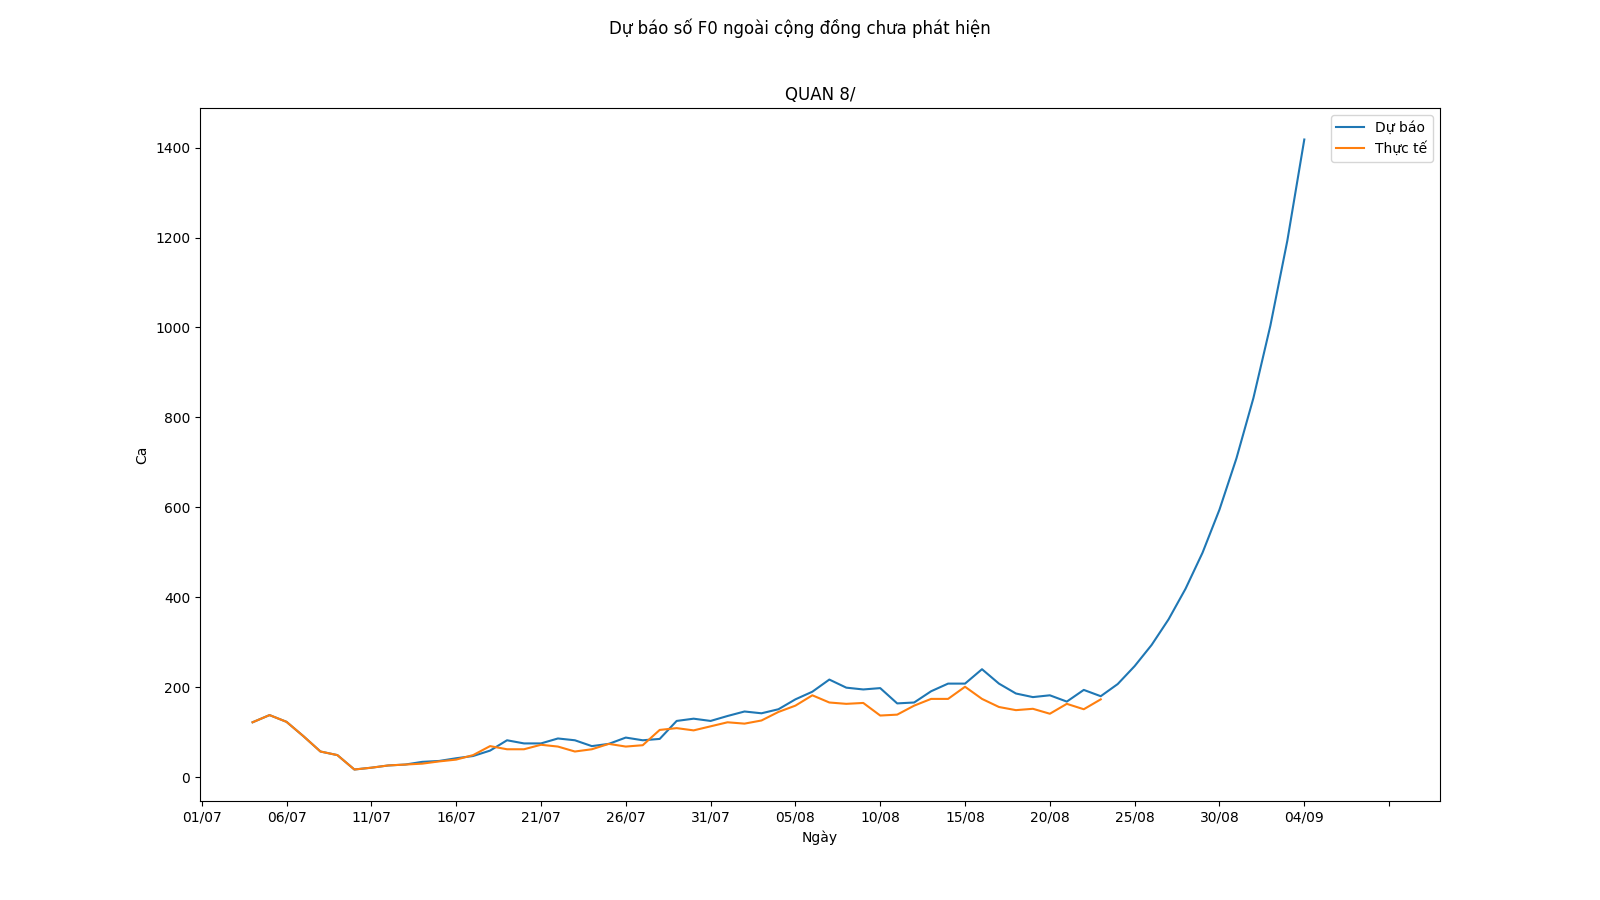 Dự báo số F0 ngoài cộng đồng chưa phát hiện
QUAN 8/
Dự báo
Thực tế
1400
1200
1000
800
600
400
200
0
Ca
01/07 06/07 11/07 16/07 21/07 26/07 31/07 05/08 10/08 15/08 20/08 25/08 30/08 04/09
Ngày